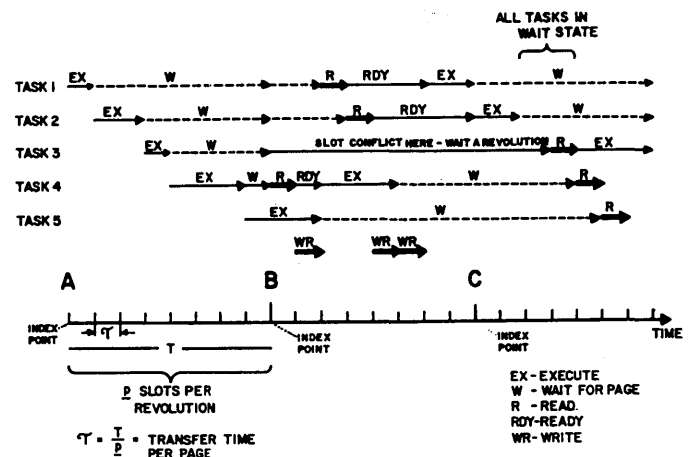 ALL TASKS IN
WAIT STATE
TASK 1 EX W R RDY EX W
TASK 2 EX W R RDY EX W
TASK 3 EX W SLOT CONFLICT HERE - WAIT A REVOLUTION R EX
TASK 4 EX W R RDY EX W R
TASK 5 EX W R
WR WR WR
A B C
INDEX POINT τ INDEX POINT INDEX POINT TIME
T
p SLOTS PER
REVOLUTION
τ = T/p = TRANSFER TIME
PER PAGE
EX - EXECUTE
W - WAIT FOR PAGE
R - READ.
RDY-READY
WR-WRITE